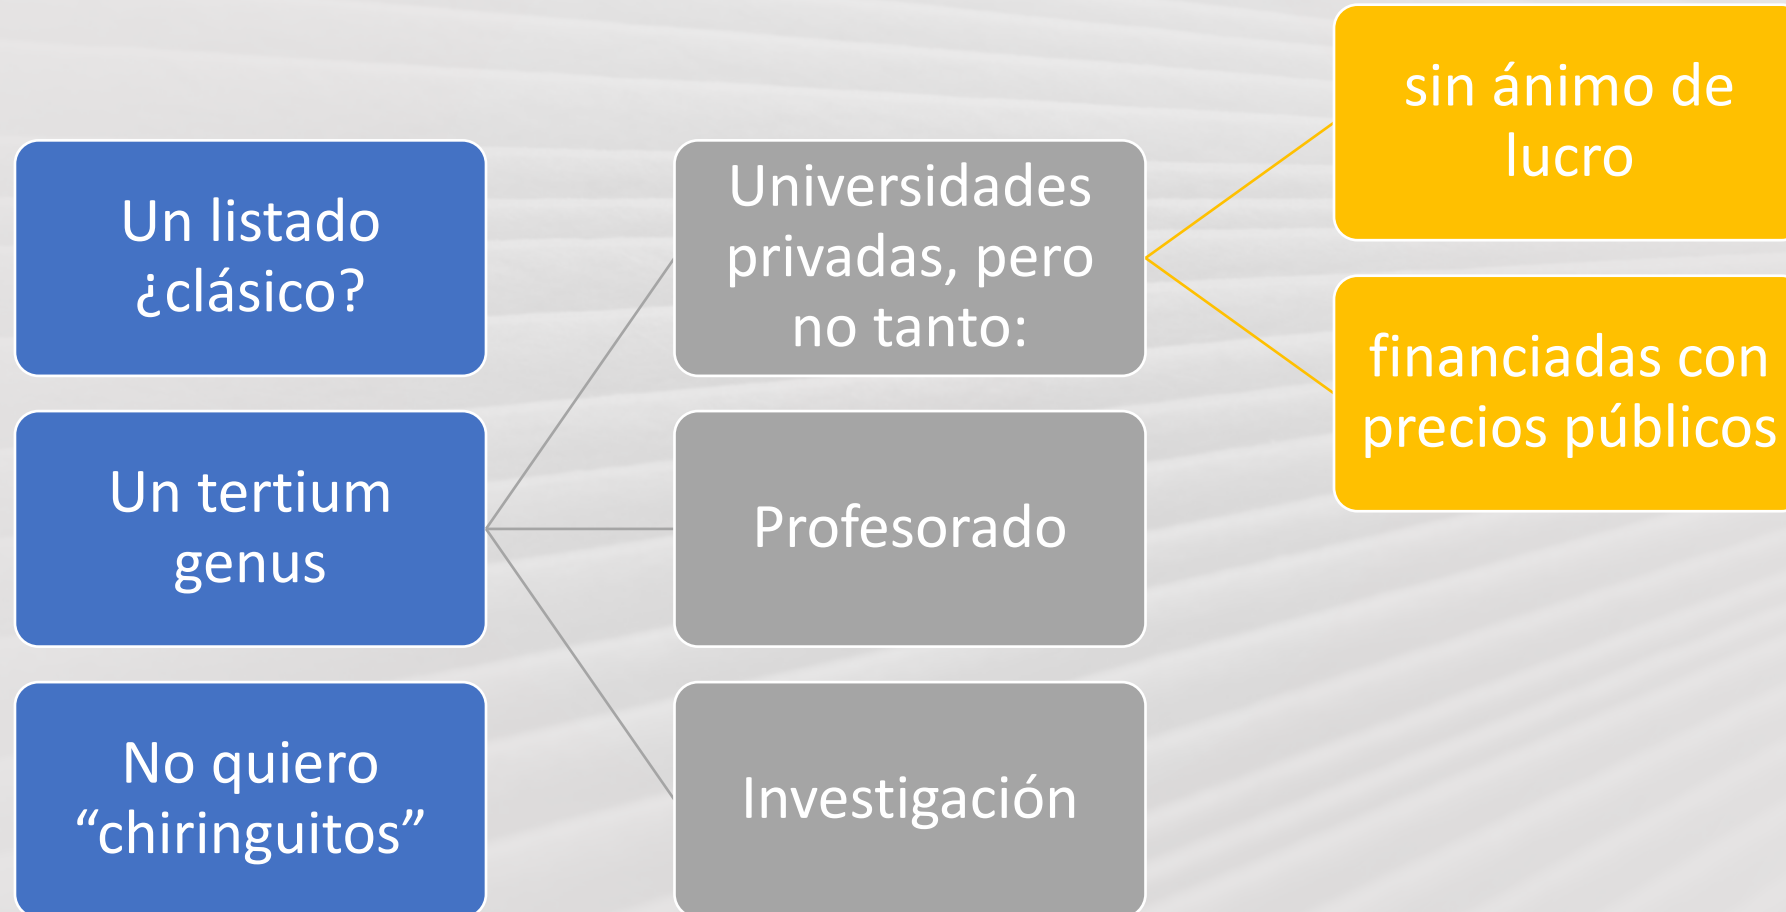 Un listado
¿clásico?
Un tertium
genus
No quiero
“chiringuitos”
Universidades
privadas, pero
no tanto:
Profesorado
Investigación
sin ánimo de
lucro
financiadas con
precios públicos